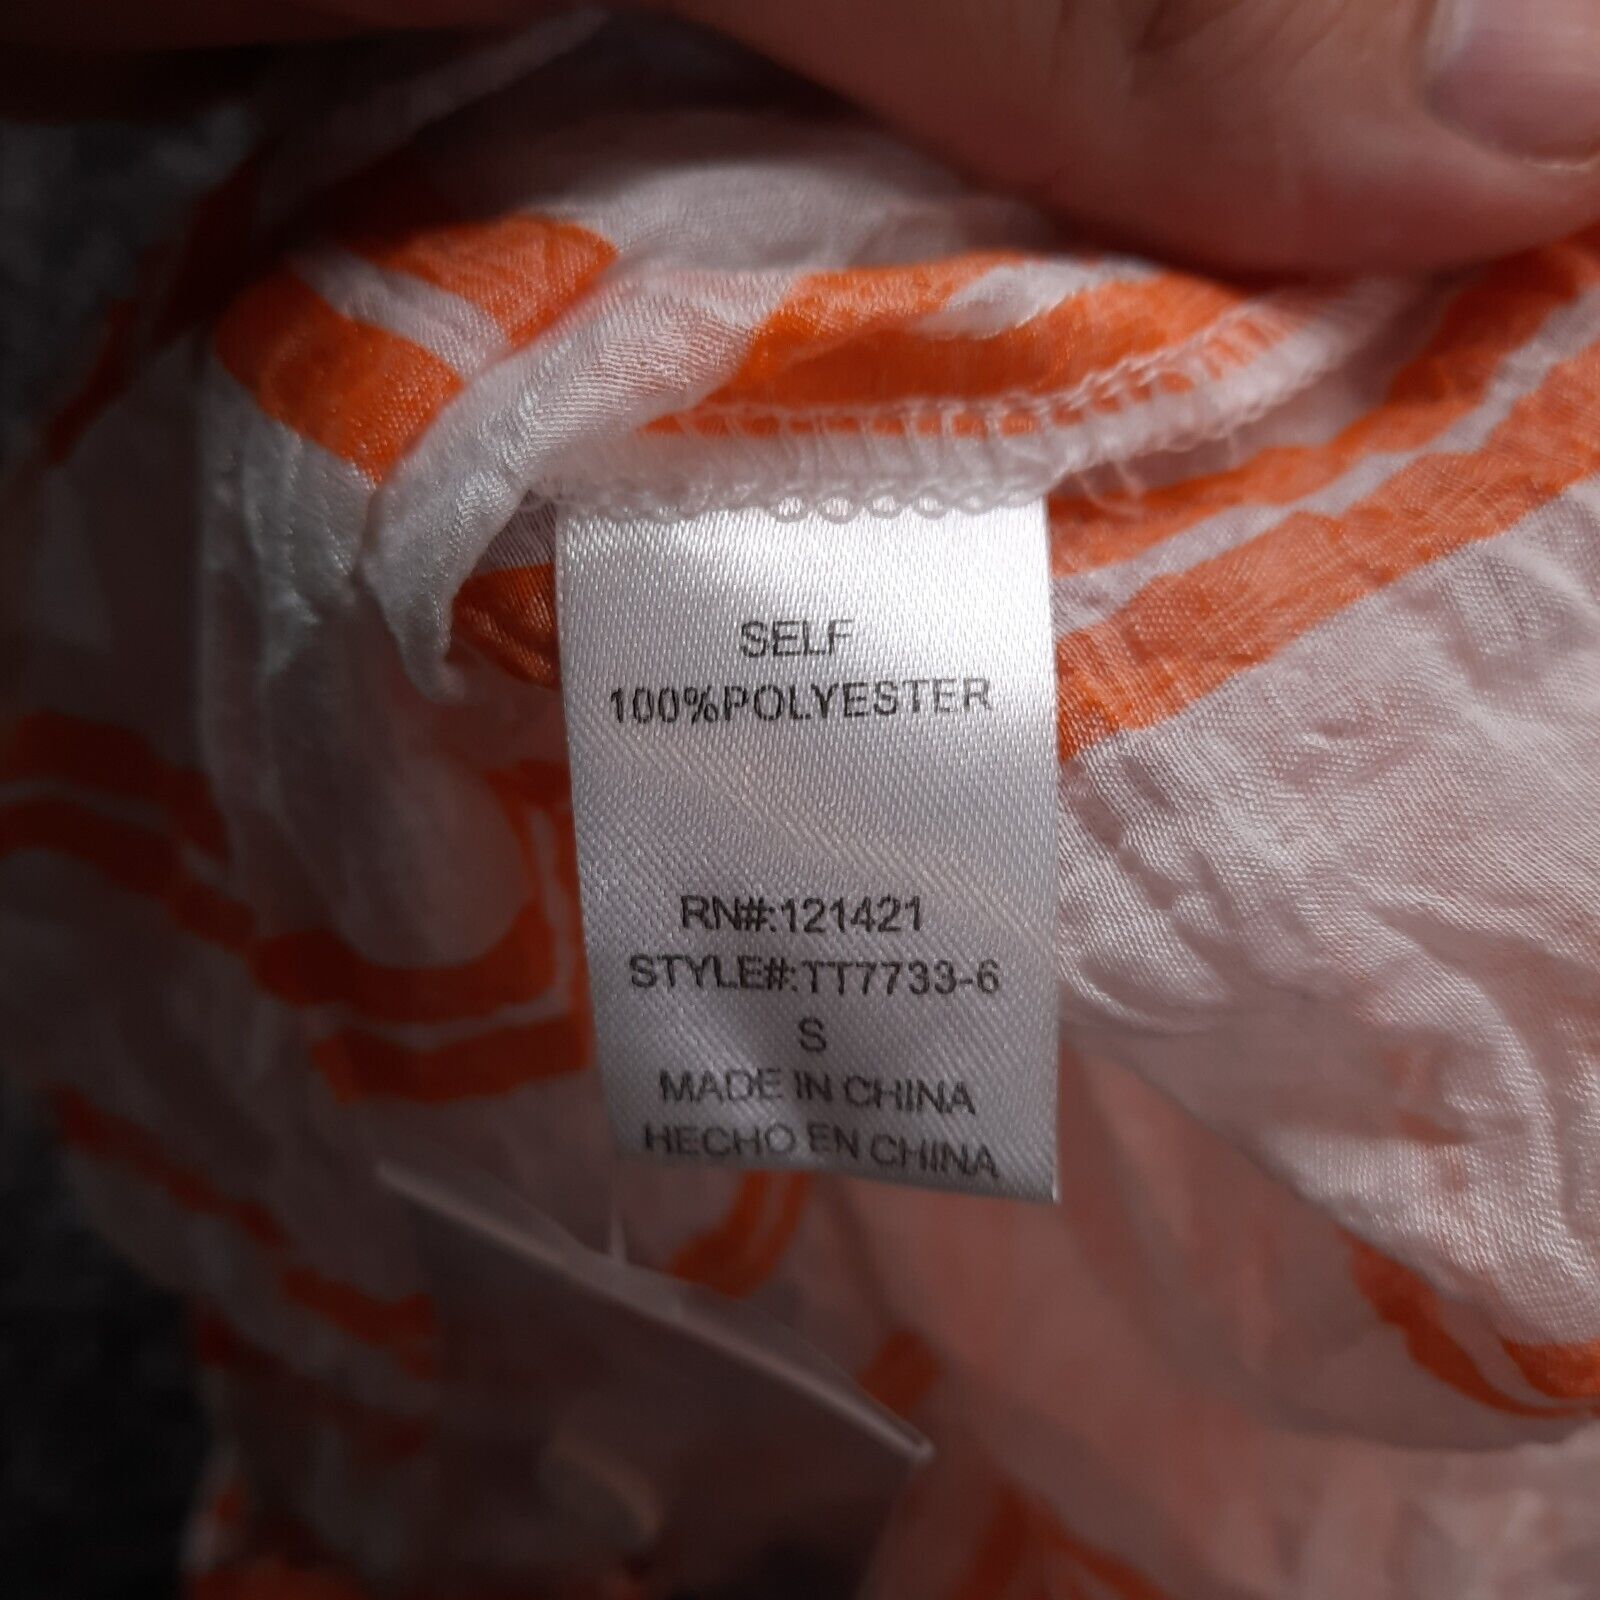 SELF
100%POLYESTER
RN#:121421
STYLE#:TT7733-6
S
MADE IN CHINA
HECHO EN CHINA